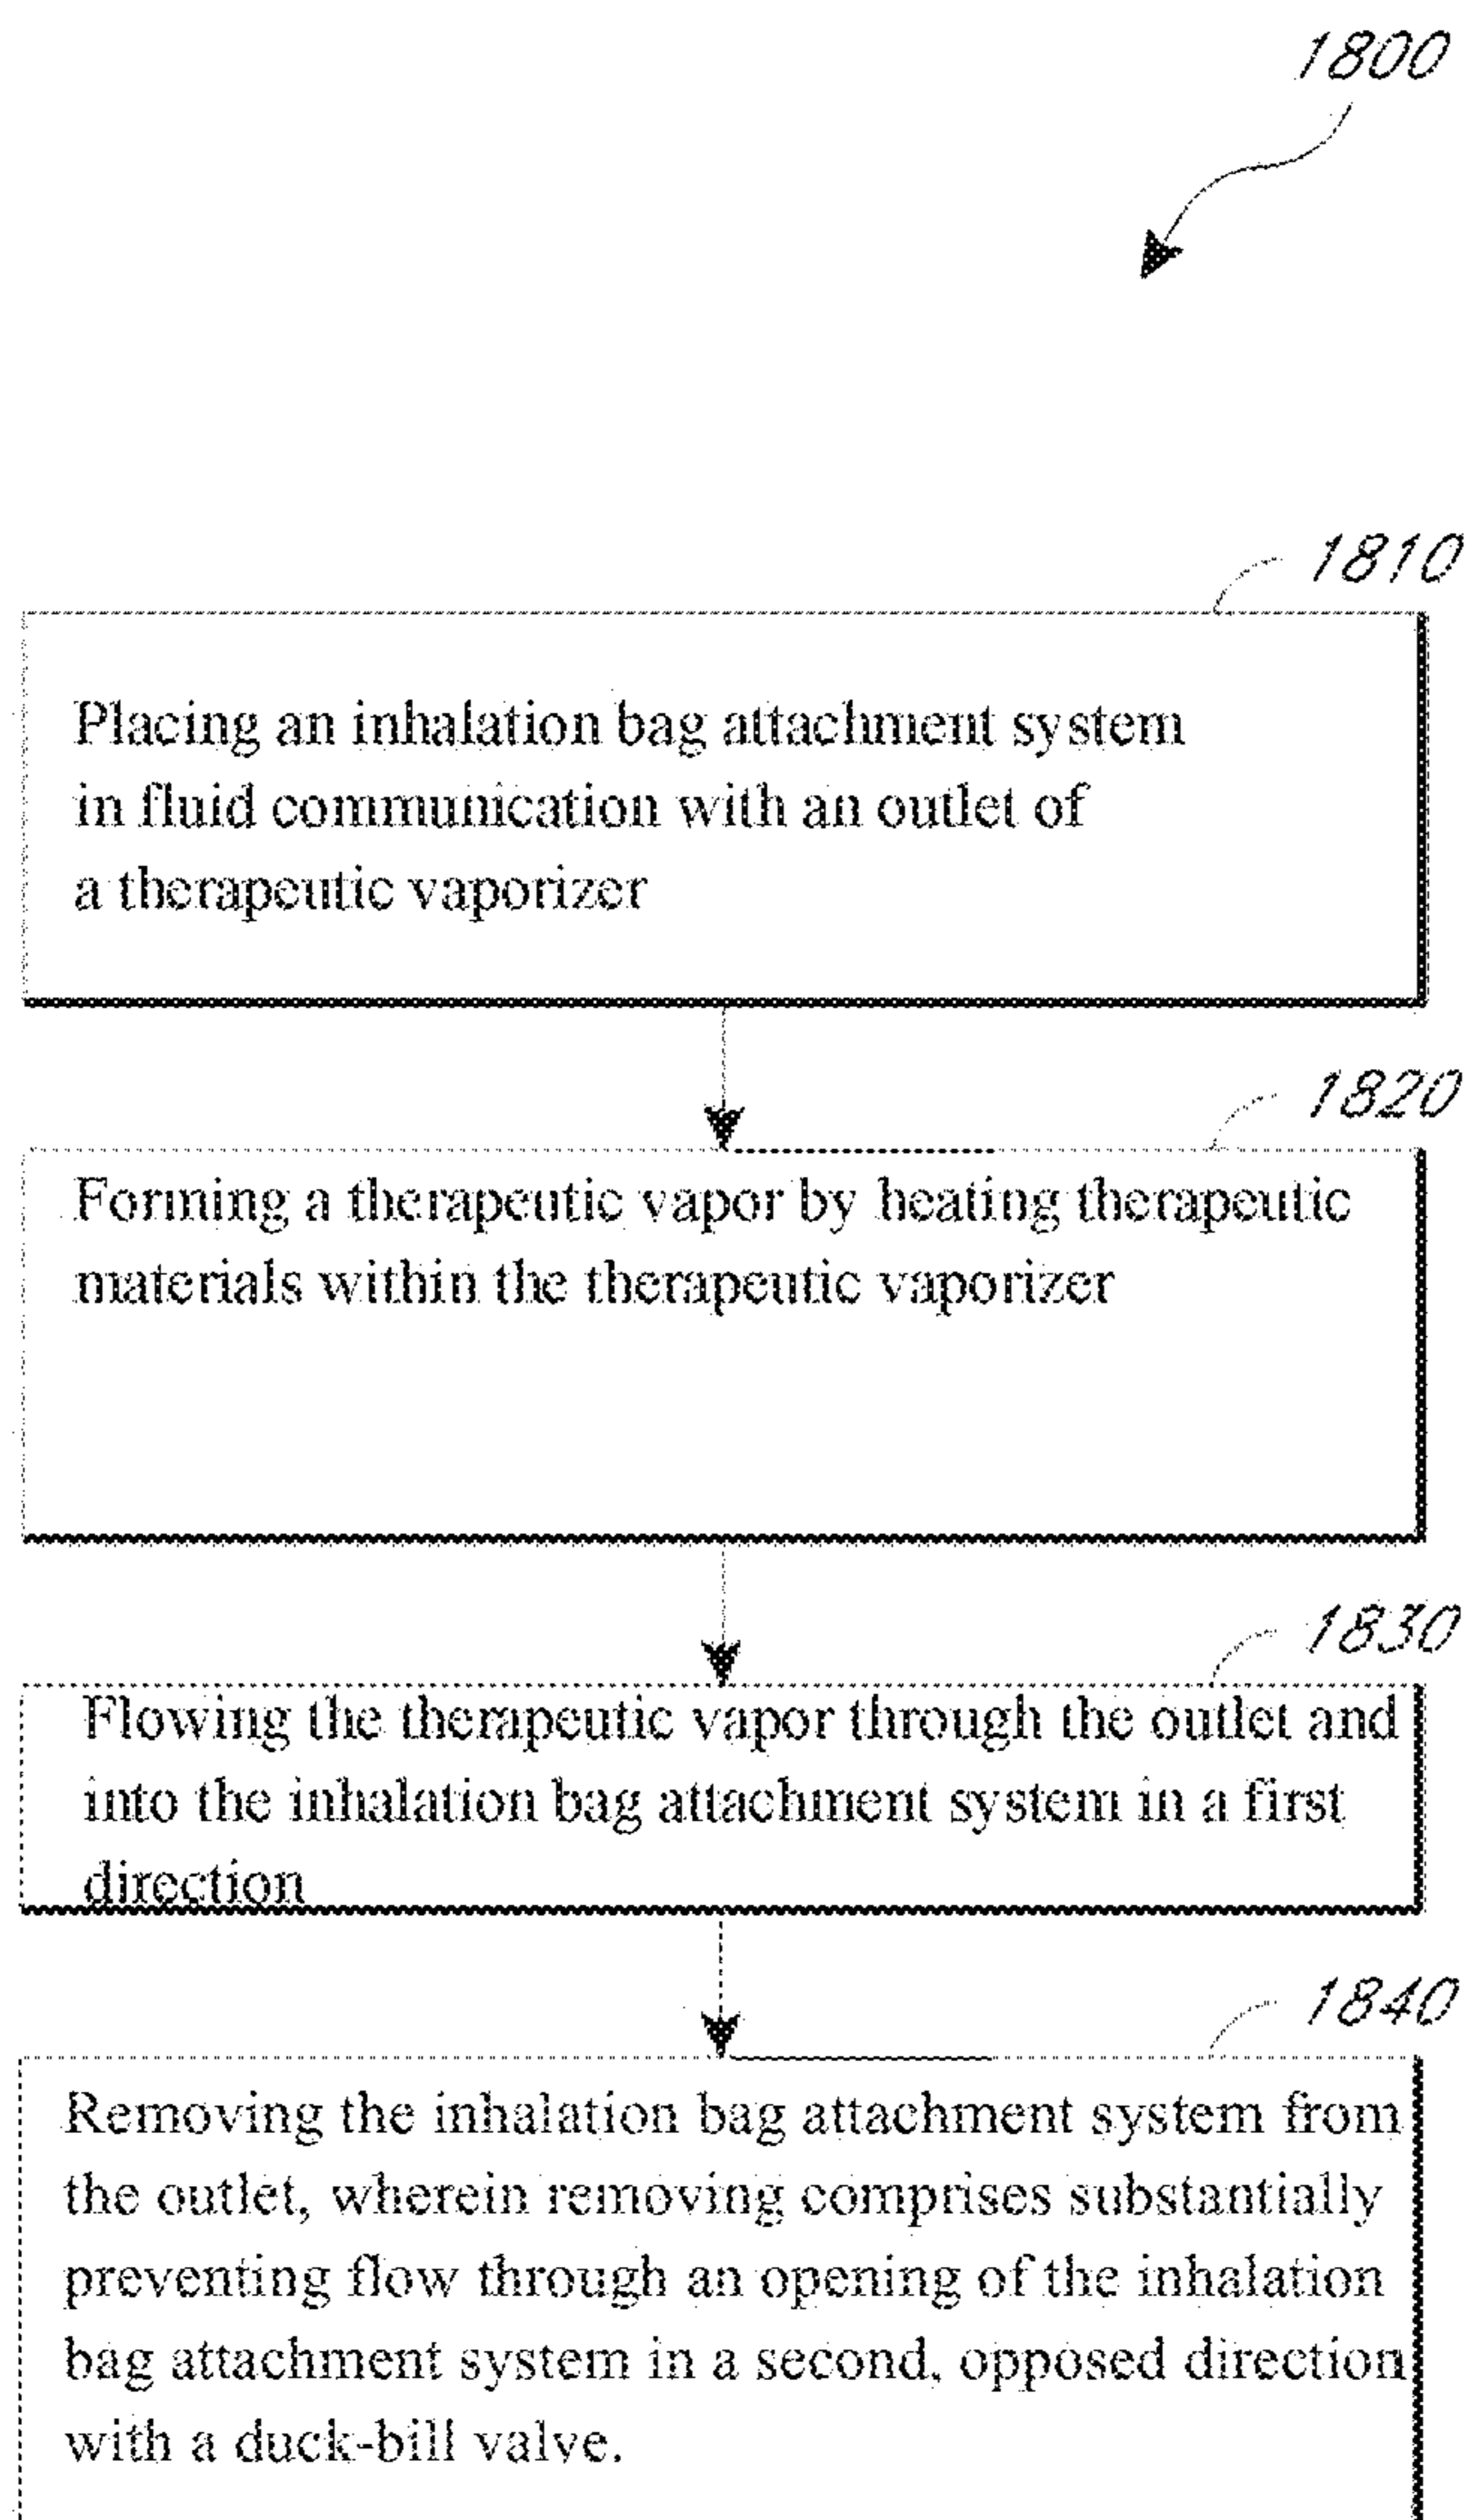 1800
1810
Placing an inhalation bag attachment system
in fluid communication with an outlet of
a therapeutic vaporizer
1820
Forming a therapeutic vapor by heating therapeutic
materials within the therapeutic vaporizer
1830
Flowing the therapeutic vapor through the outlet and
into the inhalation bag attachment system in a first
direction
1840
Removing the inhalation bag attachment system from
the outlet, wherein removing comprises substantially
preventing flow through an opening of the inhalation
bag attachment system in a second, opposed direction
with a duck-bill valve.